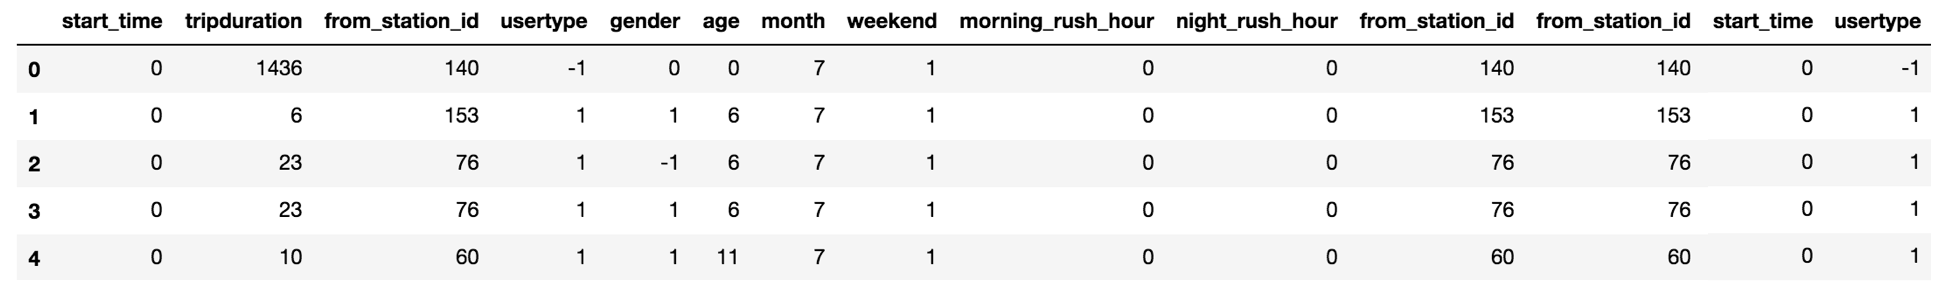 start_time tripduration from_station_id usertype gender age month weekend morning_rush_hour night_rush_hour from_station_id from_station_id start_time usertype
0 0 1436 140 -1 0 0 7 1 0 0 140 140 0 -1
1 0 6 153 1 1 6 7 1 0 0 153 153 0 1
2 0 23 76 1 -1 6 7 1 0 0 76 76 0 1
3 0 23 76 1 1 6 7 1 0 0 76 76 0 1
4 0 10 60 1 1 11 7 1 0 0 60 60 0 1